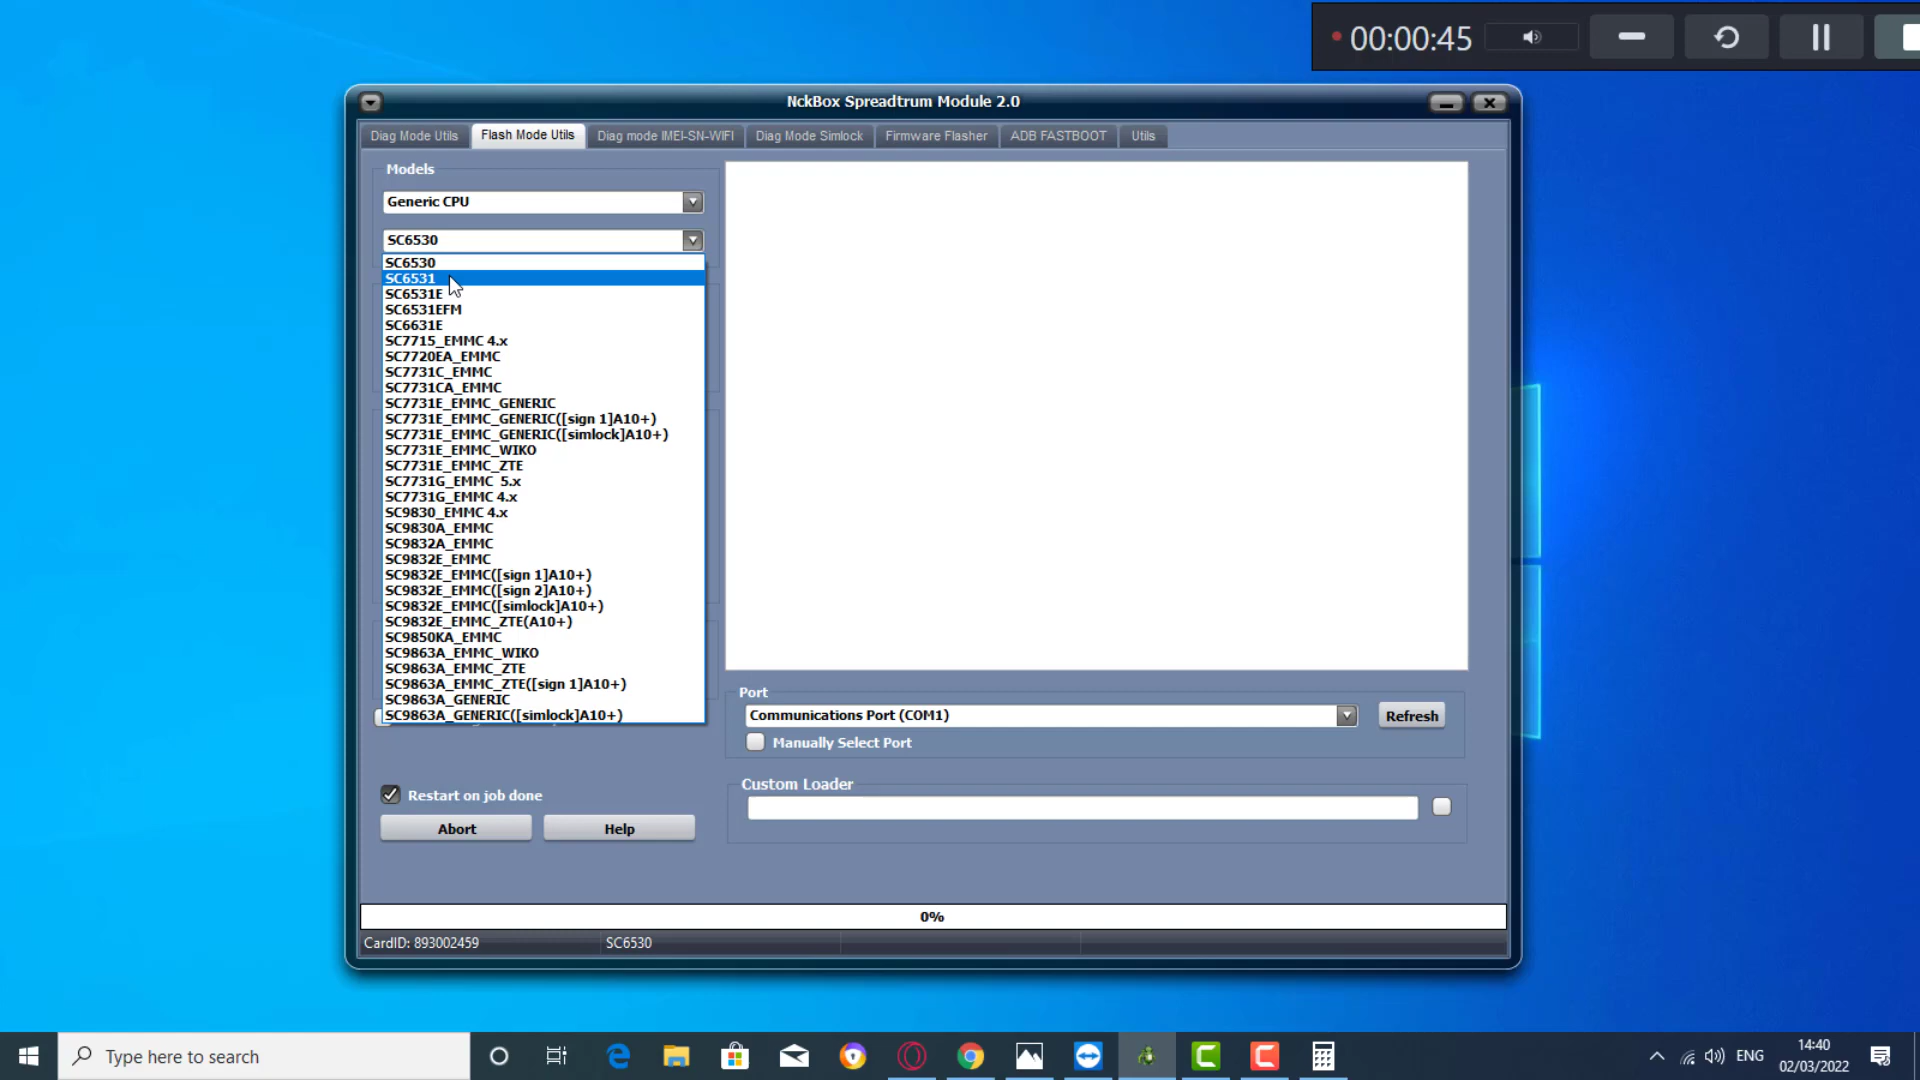 00:00:45
NckBox Spreadtrum Module 2.0
Diag Mode Utils
Flash Mode Utils
Diag mode IMEI-SN-WIFI
Diag Mode Simlock
Firmware Flasher
ADB FASTBOOT
Utils
Models
Generic CPU
SC6530
SC6530
SC6531
SC6531E
SC6531EFM
SC6631E
SC7715_EMMC 4.x
SC7720EA_EMMC
SC7731C_EMMC
SC7731CA_EMMC
SC7731E_EMMC_GENERIC
SC7731E_EMMC_GENERIC([sign 1]A10+)
SC7731E_EMMC_GENERIC([simlock]A10+)
SC7731E_EMMC_WIKO
SC7731E_EMMC_ZTE
SC7731G_EMMC  5.x
SC7731G_EMMC 4.x
SC9830_EMMC 4.x
SC9830A_EMMC
SC9832A_EMMC
SC9832E_EMMC
SC9832E_EMMC([sign 1]A10+)
SC9832E_EMMC([sign 2]A10+)
SC9832E_EMMC([simlock]A10+)
SC9832E_EMMC_ZTE(A10+)
SC9850KA_EMMC
SC9863A_EMMC_WIKO
SC9863A_EMMC_ZTE
SC9863A_EMMC_ZTE([sign 1]A10+)
SC9863A_GENERIC
SC9863A_GENERIC([simlock]A10+)
Port
Communications Port (COM1)
Refresh
Manually Select Port
Custom Loader
Restart on job done
Abort
Help
0%
CardID: 893002459
SC6530
Type here to search
ENG
14:40
02/03/2022